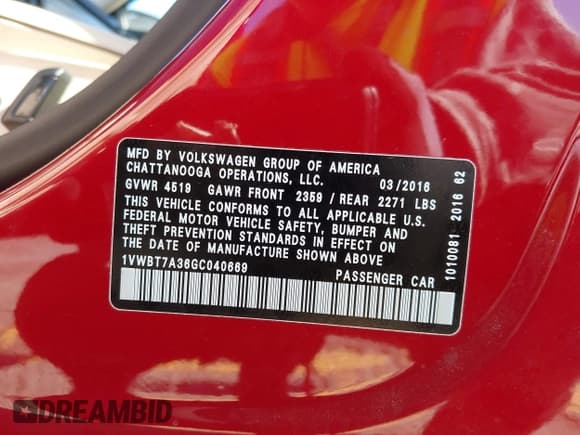 MFD BY VOLKSWAGEN GROUP OF AMERICA
CHATTANOOGA OPERATIONS, LLC. 03/2016
GVWR 4519 GAWR FRONT 2359 / REAR 2271 LBS
THIS VEHICLE CONFORMS TO ALL APPLICABLE U.S.
FEDERAL MOTOR VEHICLE SAFETY, BUMPER AND
THEFT PREVENTION STANDARDS IN EFFECT ON
THE DATE OF MANUFACTURE SHOWN ABOVE
1VWBT7A36GC040669 PASSENGER CAR
1010081 2016 62
DREAMBID